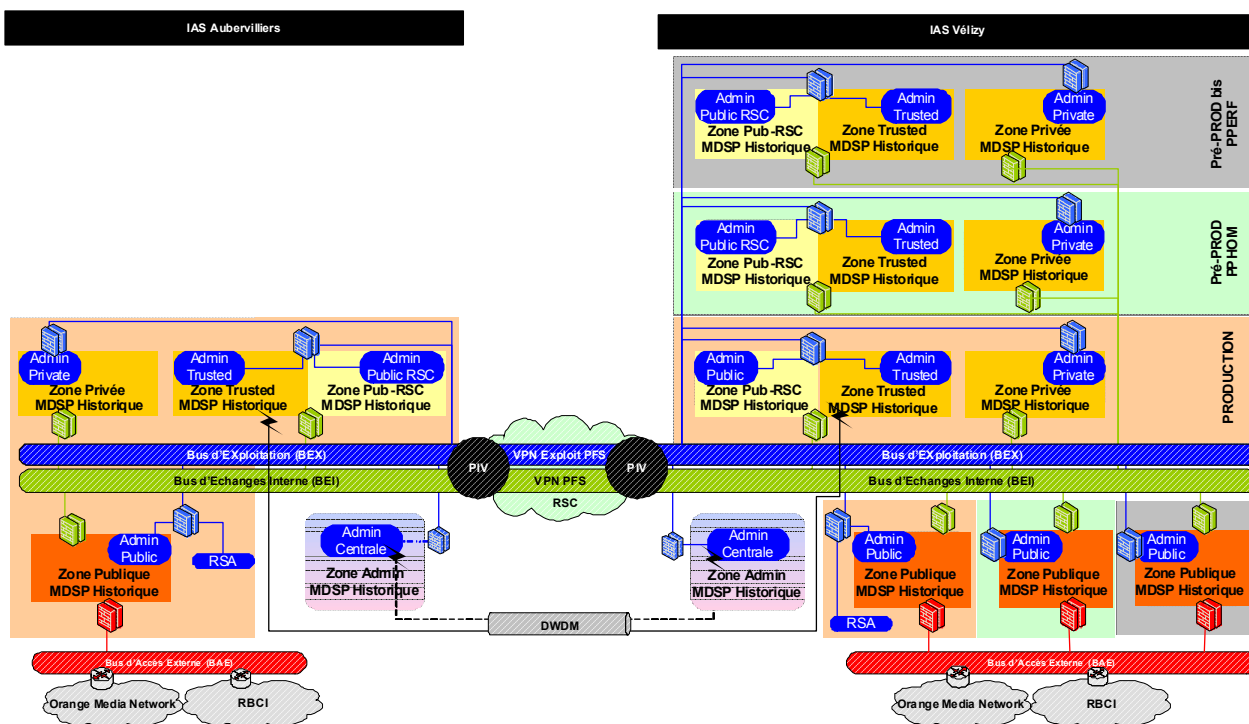 IAS Aubervilliers
IAS Vélizy
Admin
Public RSC
Admin
Trusted
Admin
Private
Zone Pub-RSC
MDSP Historique
Zone Trusted
MDSP Historique
Zone Privée
MDSP Historique
Pré-PROD bis
PPERF
Admin
Public RSC
Admin
Trusted
Admin
Private
Zone Pub-RSC
MDSP Historique
Zone Trusted
MDSP Historique
Zone Privée
MDSP Historique
Pré-PROD
PPHOM
Admin
Private
Admin
Trusted
Admin
Public RSC
Zone Privée
MDSP Historique
Zone Trusted
MDSP Historique
Zone Pub-RSC
MDSP Historique
Admin
Public
Admin
Trusted
Admin
Private
Zone Pub-RSC
MDSP Historique
Zone Trusted
MDSP Historique
Zone Privée
MDSP Historique
PRODUCTION
Bus d'EXploitation (BEX)
PIV
VPN Exploit PFS
PIV
Bus d'EXploitation (BEX)
Bus d'Echanges Interne (BEI)
VPN PFS
Bus d'Echanges Interne (BEI)
RSC
Admin
Public
RSA
Zone Publique
MDSP Historique
Admin
Centrale
Zone Admin
MDSP Historique
Admin
Centrale
Zone Admin
MDSP Historique
Admin
Public
Zone Publique
MDSP Historique
RSA
Admin
Public
Zone Publique
MDSP Historique
Admin
Public
Zone Publique
MDSP Historique
DWDM
Bus d'Accès Externe (BAE)
Bus d'Accès Externe (BAE)
Orange Media Network
RBCI
Orange Media Network
RBCI